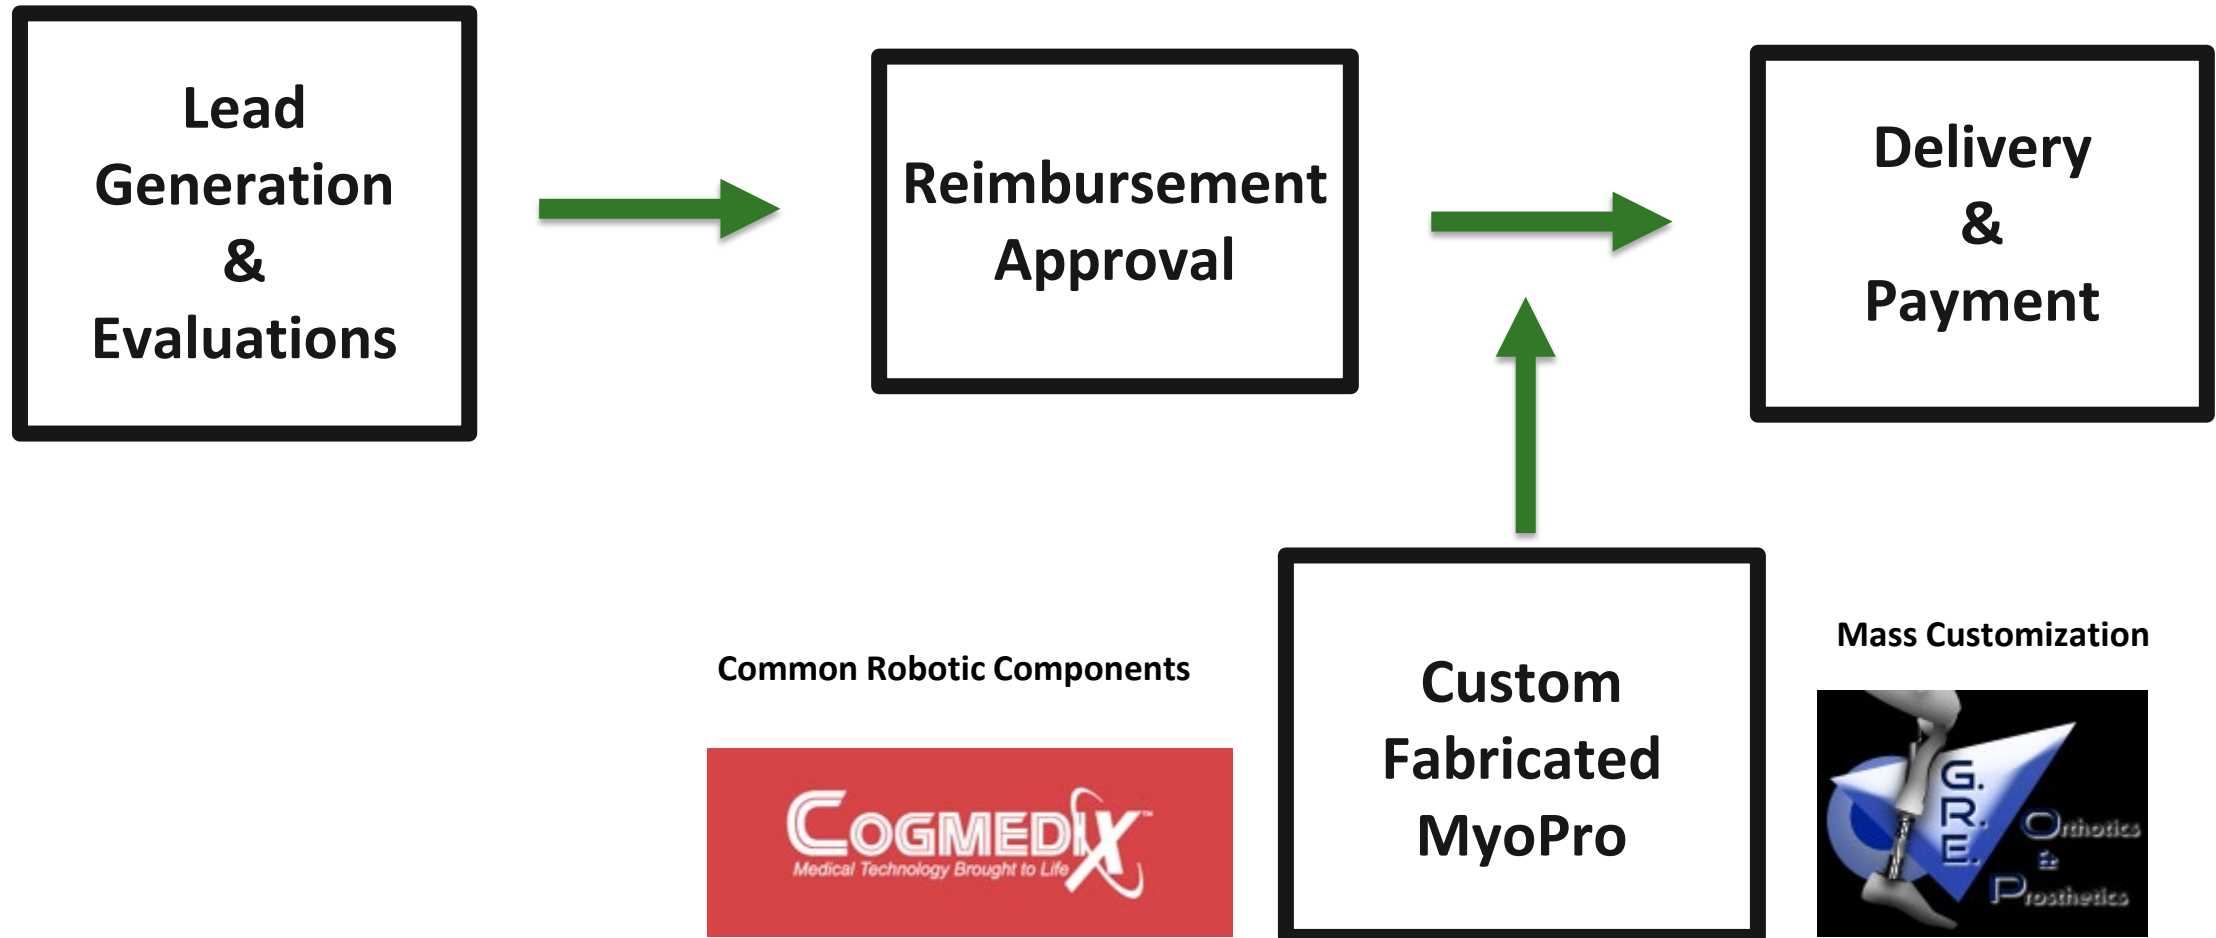 Lead
Generation
&
Evaluations
Reimbursement
Approval
Delivery
&
Payment
Common Robotic Components
COGMEDIX™
Medical Technology Brought to Life
Custom
Fabricated
MyoPro
Mass Customization
G.
R.
E.
Orthotics
&
Prosthetics